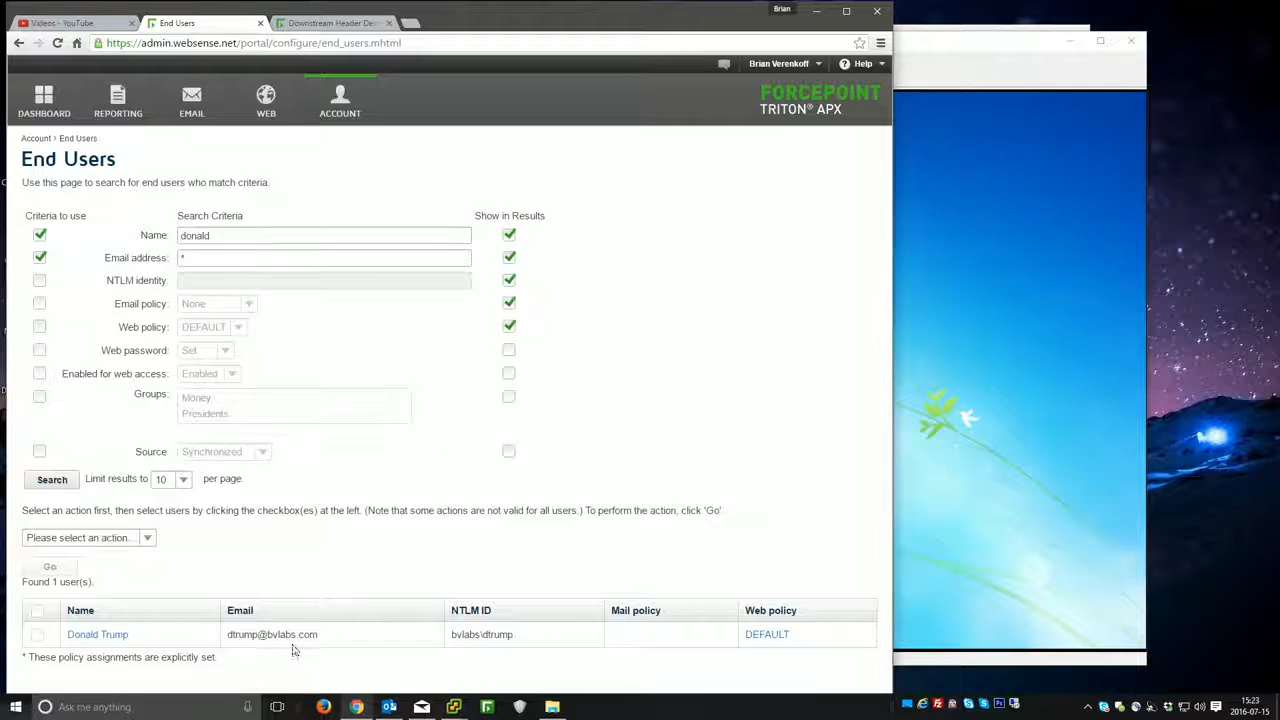 Brian
Videos - YouTube
End Users
Downstream Header Dec
https://admin.websense.net/portal/configure/end_users.mhtml
Brian Verenkoff
Help
DASHBOARD
REPORTING
EMAIL
WEB
ACCOUNT
FORCEPOINT
TRITON® APX
Account > End Users
End Users
Use this page to search for end users who match criteria.
Criteria to use
Search Criteria
Show in Results
Name:
donald
Email address:
*
NTLM identity:
Email policy:
None
Web policy:
DEFAULT
Web password:
Set
Enabled for web access:
Enabled
Groups:
Money
Presidents
Source
Synchronized
Search
Limit results to
10
per page.
Select an action first, then select users by clicking the checkbox(es) at the left. (Note that some actions are not valid for all users.) To perform the action, click 'Go'
Please select an action..
Go
Found 1 user(s).
Name Email NTLM ID Mail policy Web policy
Donald Trump dtrump@bvlabs.com bvlabs\dtrump DEFAULT
* These policy assignments are explicitly set.
Ask me anything
15:23
2016-07-15